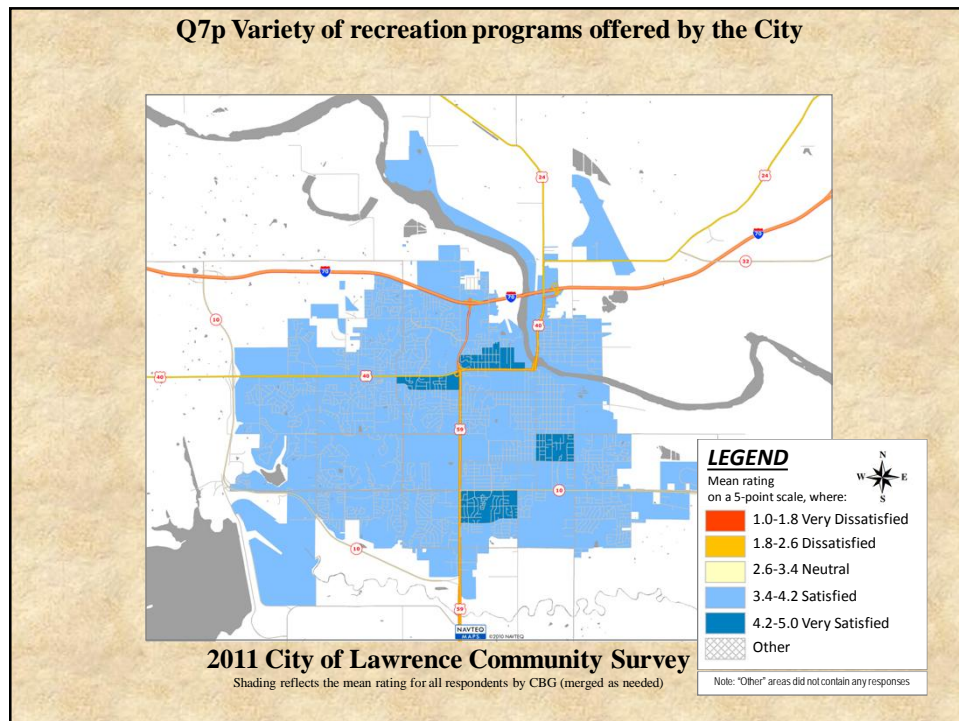 Q7p Variety of recreation programs offered by the City
24
24
70
32
70
70
10
40
40
40
59
10
10
59
NAVTEQ
MAPS ©2010 NAVTEQ
LEGEND
N
W E
S
Mean rating
on a 5-point scale, where:
1.0-1.8 Very Dissatisfied
1.8-2.6 Dissatisfied
2.6-3.4 Neutral
3.4-4.2 Satisfied
4.2-5.0 Very Satisfied
Other
Note: "Other" areas did not contain any responses
2011 City of Lawrence Community Survey
Shading reflects the mean rating for all respondents by CBG (merged as needed)